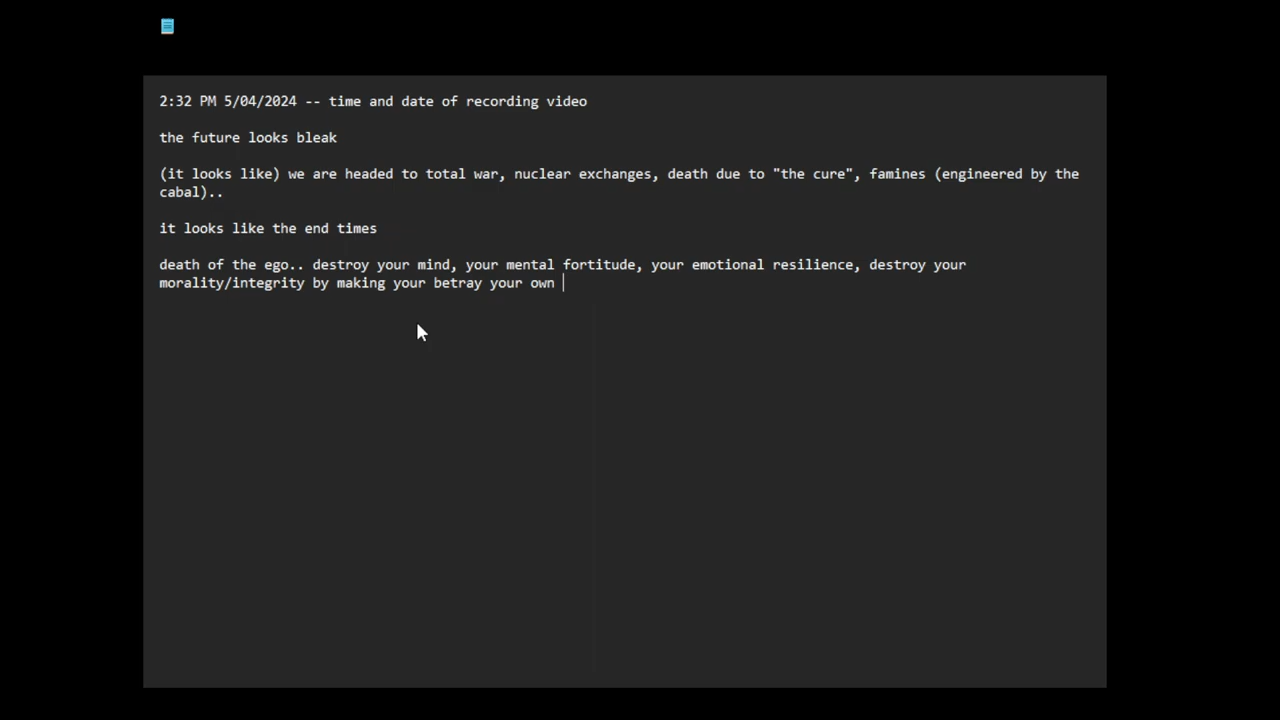 2:32 PM 5/04/2024 -- time and date of recording video
the future looks bleak
(it looks like) we are headed to total war, nuclear exchanges, death due to "the cure", famines (engineered by the
cabal)..
it looks like the end times
death of the ego.. destroy your mind, your mental fortitude, your emotional resilience, destroy your
morality/integrity by making your betray your own